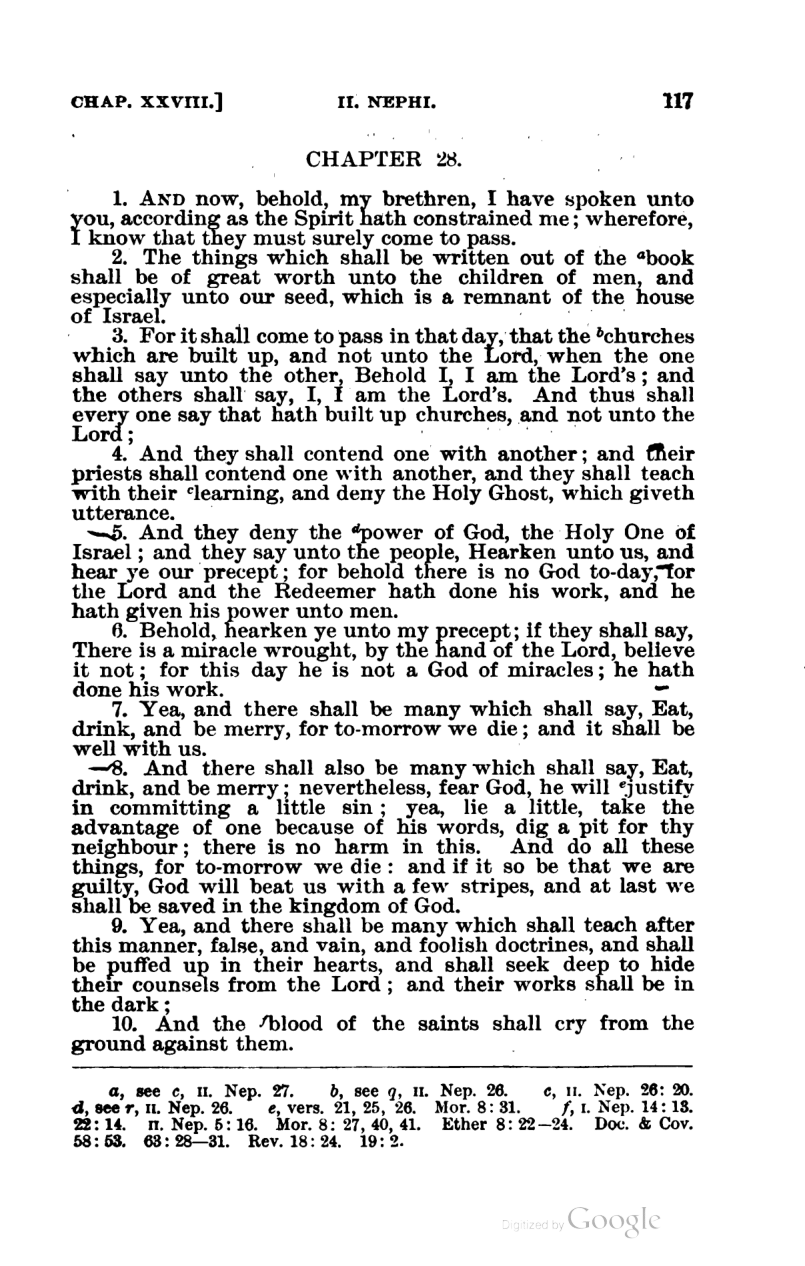 CHAP. XXVIII.] II. NEPHI. 117
CHAPTER 28.
1. AND now, behold, my brethren, I have spoken unto
you, according as the Spirit hath constrained me; wherefore,
I know that they must surely come to pass.
2. The things which shall be written out of the ᵃbook
shall be of great worth unto the children of men, and
especially unto our seed, which is a remnant of the house
of Israel.
3. For it shall come to pass in that day, that the ᵇchurches
which are built up, and not unto the Lord, when the one
shall say unto the other, Behold I, I am the Lord's; and
the others shall say, I, I am the Lord's. And thus shall
every one say that hath built up churches, and not unto the
Lord;
4. And they shall contend one with another; and their
priests shall contend one with another, and they shall teach
with their ᶜlearning, and deny the Holy Ghost, which giveth
utterance.
5. And they deny the ᵈpower of God, the Holy One of
Israel; and they say unto the people, Hearken unto us, and
hear ye our precept; for behold there is no God to-day, for
the Lord and the Redeemer hath done his work, and he
hath given his power unto men.
6. Behold, hearken ye unto my precept; if they shall say,
There is a miracle wrought, by the hand of the Lord, believe
it not; for this day he is not a God of miracles; he hath
done his work.
7. Yea, and there shall be many which shall say, Eat,
drink, and be merry, for to-morrow we die; and it shall be
well with us.
8. And there shall also be many which shall say, Eat,
drink, and be merry; nevertheless, fear God, he will ᵉjustify
in committing a little sin; yea, lie a little, take the
advantage of one because of his words, dig a pit for thy
neighbour; there is no harm in this. And do all these
things, for to-morrow we die: and if it so be that we are
guilty, God will beat us with a few stripes, and at last we
shall be saved in the kingdom of God.
9. Yea, and there shall be many which shall teach after
this manner, false, and vain, and foolish doctrines, and shall
be puffed up in their hearts, and shall seek deep to hide
their counsels from the Lord; and their works shall be in
the dark;
10. And the ᶠblood of the saints shall cry from the
ground against them.
a, see c, II. Nep. 27. b, see q, II. Nep. 26. c, II. Nep. 26: 20.
d, see r, II. Nep. 26. e, vers. 21, 25, 26. Mor. 8: 31. f, I. Nep. 14: 13.
22: 14. II. Nep. 5: 16. Mor. 8: 27, 40, 41. Ether 8: 22—24. Doc. & Cov.
58: 53. 63: 28—31. Rev. 18: 24. 19: 2.
Digitized by Google